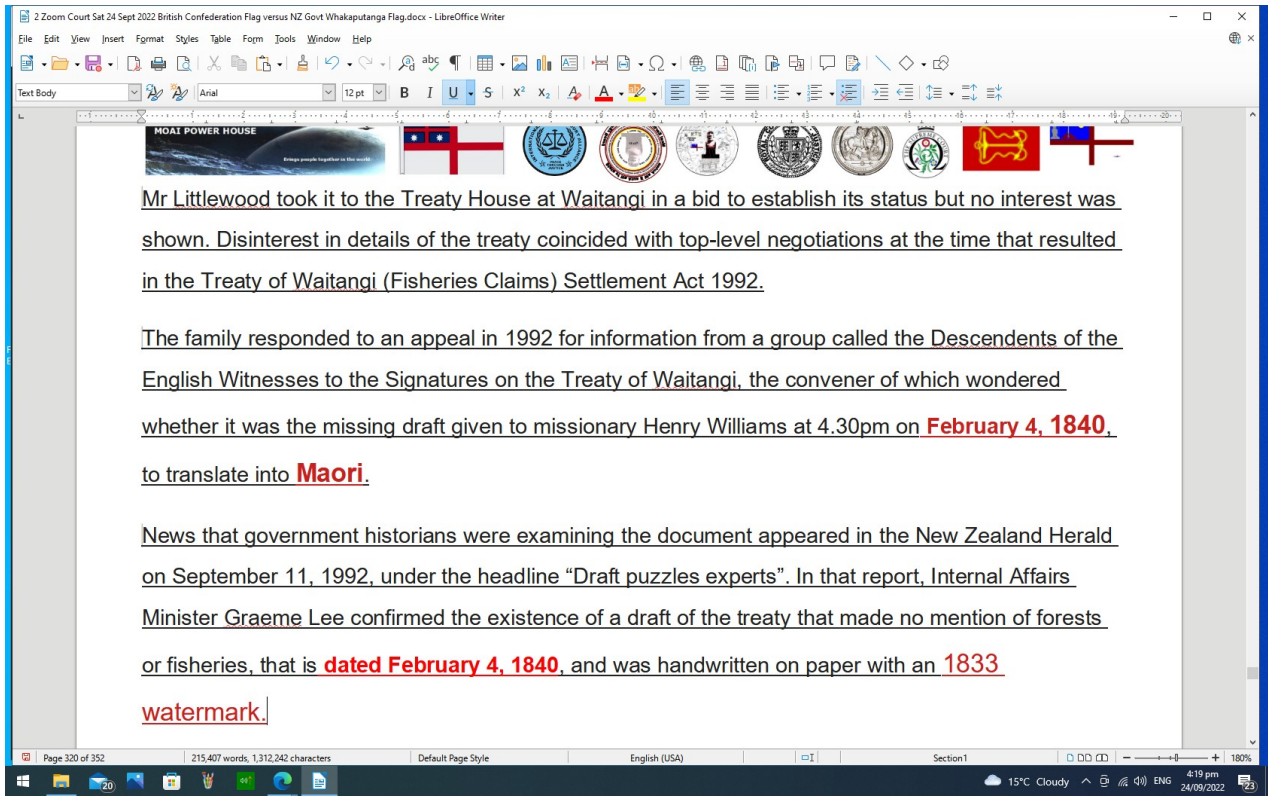 2 Zoom Court Sat 24 Sept 2022 British Confederation Flag versus NZ Govt Whakaputanga Flag.docx - LibreOffice Writer
File Edit View Insert Format Styles Table Form Tools Window Help
Text Body Arial 12 pt
MOAI POWER HOUSE
Brings people together in the world
Mr Littlewood took it to the Treaty House at Waitangi in a bid to establish its status but no interest was
shown. Disinterest in details of the treaty coincided with top-level negotiations at the time that resulted
in the Treaty of Waitangi (Fisheries Claims) Settlement Act 1992.
The family responded to an appeal in 1992 for information from a group called the Descendents of the
English Witnesses to the Signatures on the Treaty of Waitangi, the convener of which wondered
whether it was the missing draft given to missionary Henry Williams at 4.30pm on February 4, 1840,
to translate into Maori.
News that government historians were examining the document appeared in the New Zealand Herald
on September 11, 1992, under the headline “Draft puzzles experts”. In that report, Internal Affairs
Minister Graeme Lee confirmed the existence of a draft of the treaty that made no mention of forests
or fisheries, that is dated February 4, 1840, and was handwritten on paper with an 1833
watermark.
Page 320 of 352 215,407 words, 1,312,242 characters Default Page Style English (USA) Section1 180%
20 15°C Cloudy ENG 4:19 pm
24/09/2022 23